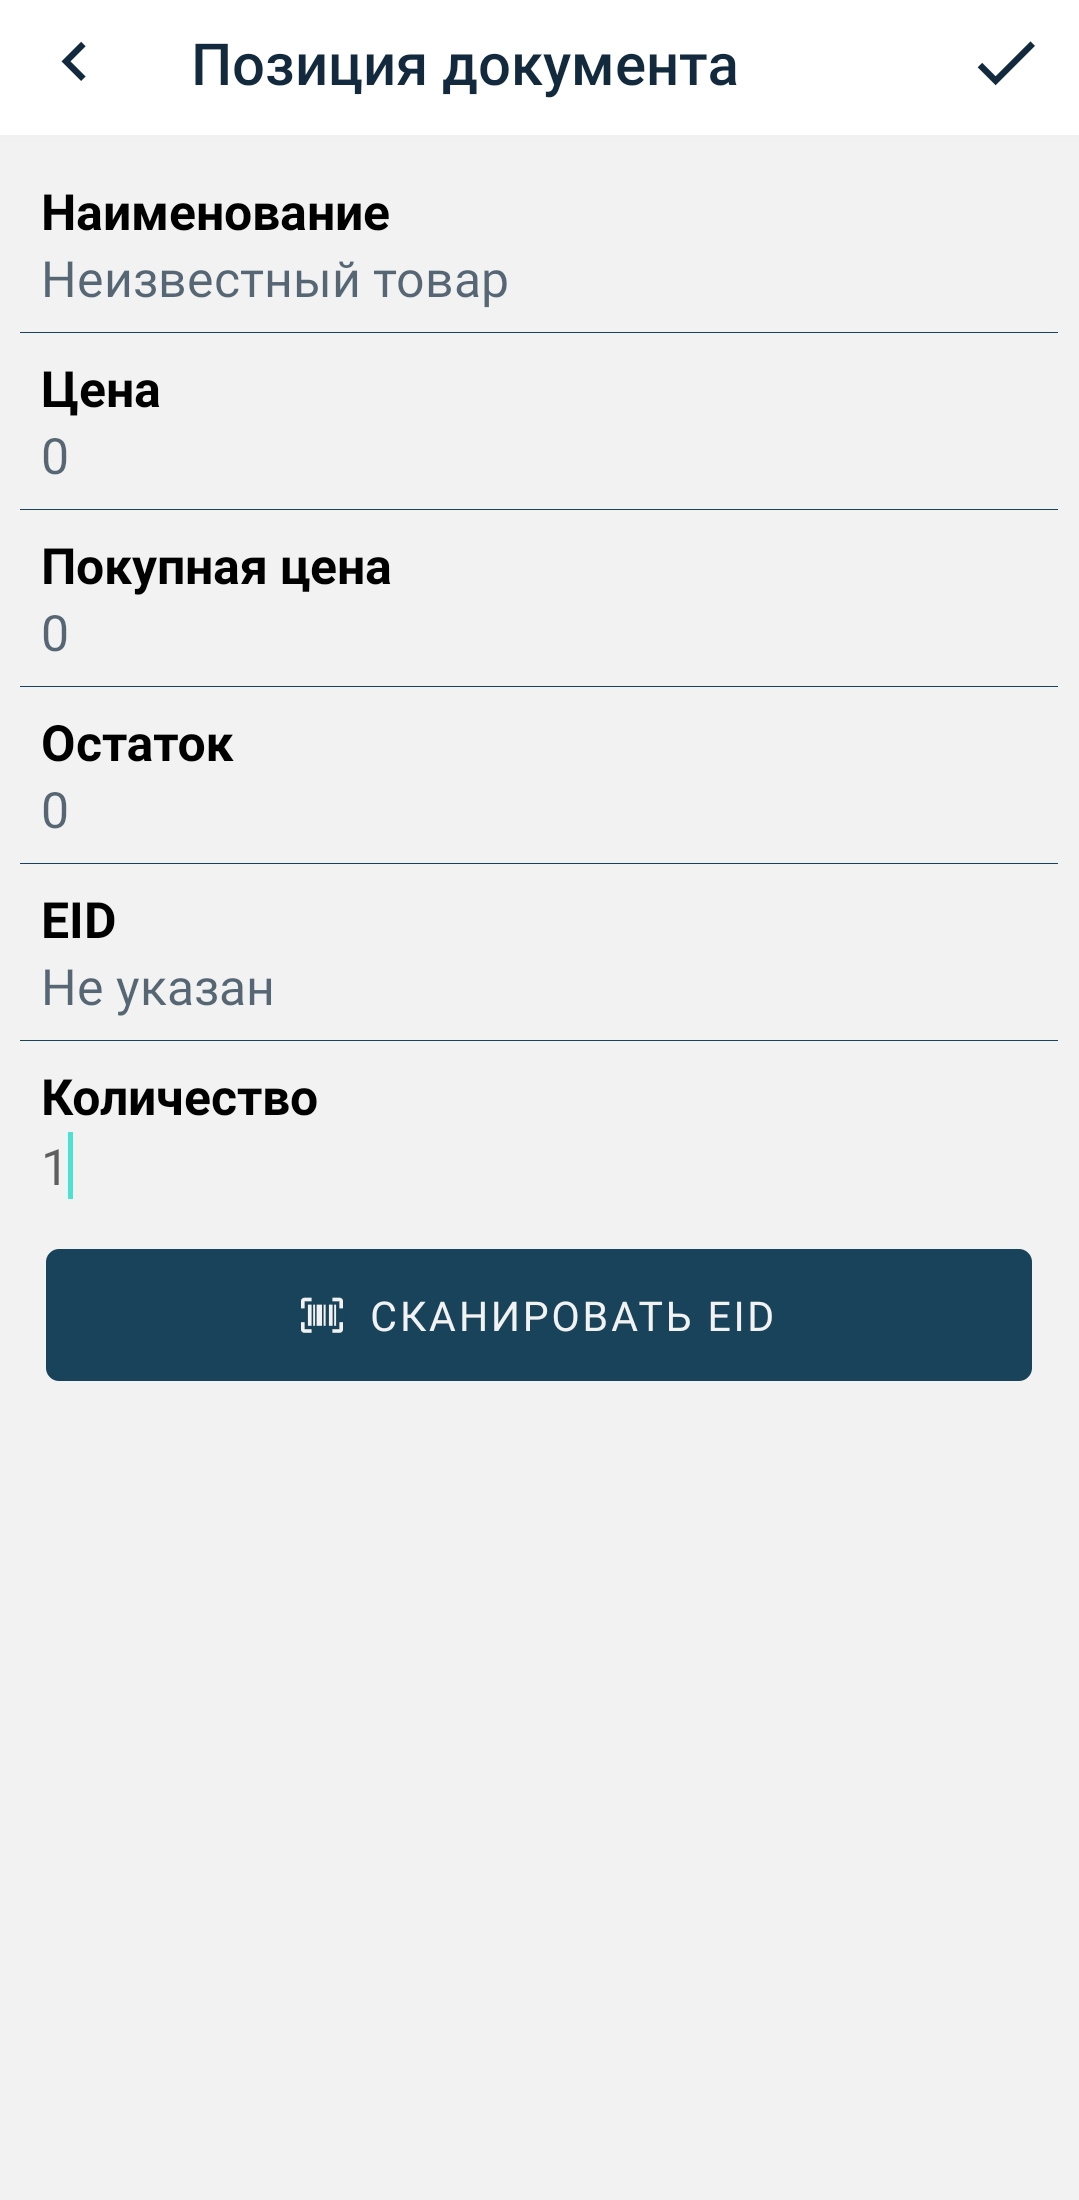 Позиция документа
Наименование
Неизвестный товар
Цена
0
Покупная цена
0
Остаток
0
EID
Не указан
Количество
1
СКАНИРОВАТЬ EID